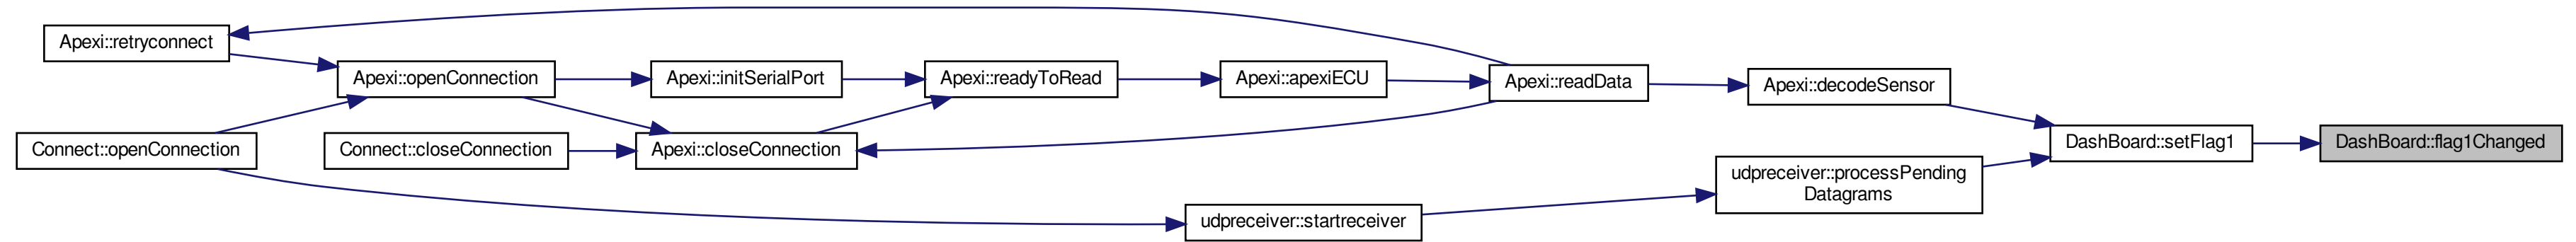 Apexi::retryconnect
Apexi::openConnection
Apexi::initSerialPort
Apexi::readyToRead
Apexi::apexiECU
Apexi::readData
Apexi::decodeSensor
Connect::openConnection
Connect::closeConnection
Apexi::closeConnection
DashBoard::setFlag1
DashBoard::flag1Changed
udpreceiver::processPending
Datagrams
udpreceiver::startreceiver